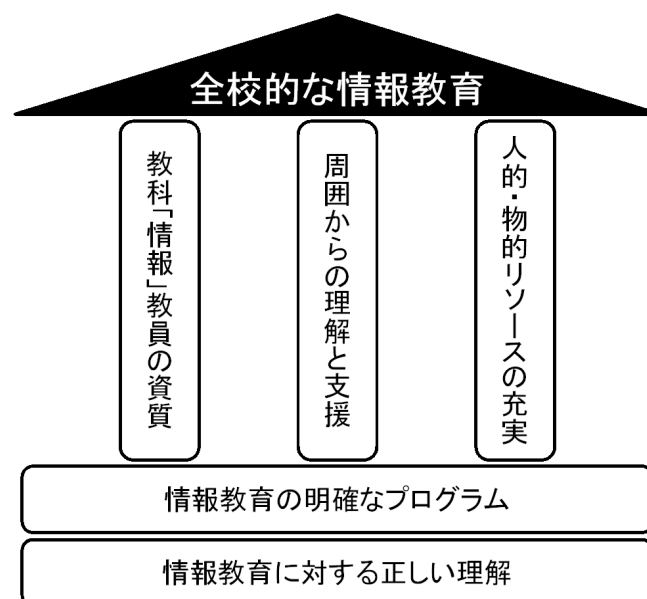 全校的な情報教育
教科「情報」教員の資質
周囲からの理解と支援
人的・物的リソースの充実
情報教育の明確なプログラム
情報教育に対する正しい理解